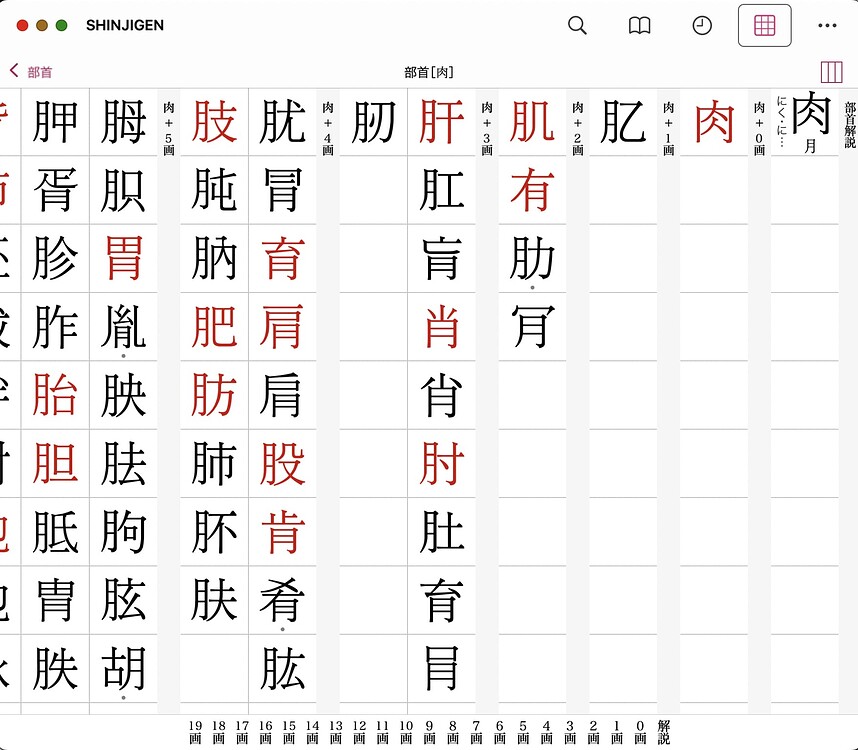 SHINJIGEN
部首
部首[肉]
部首解説
肉 にく・に… 月
肉+0画
肉
肉+1画
肊
肉+2画
肌有肋肎
肉+3画
肝肛肓肖肖肘肚育
肕
肉+4画
肬育肩肩股肯肴肱
肢肫肭肥肪肺肧肤
肉+5画
胟胑胃胤胦胠胊胘胡
胛胥胗胙胎胆胝胄胅
19画 18画 17画 16画 15画 14画 13画 12画 11画 10画 9画 8画 7画 6画 5画 4画 3画 2画 1画 0画 解説